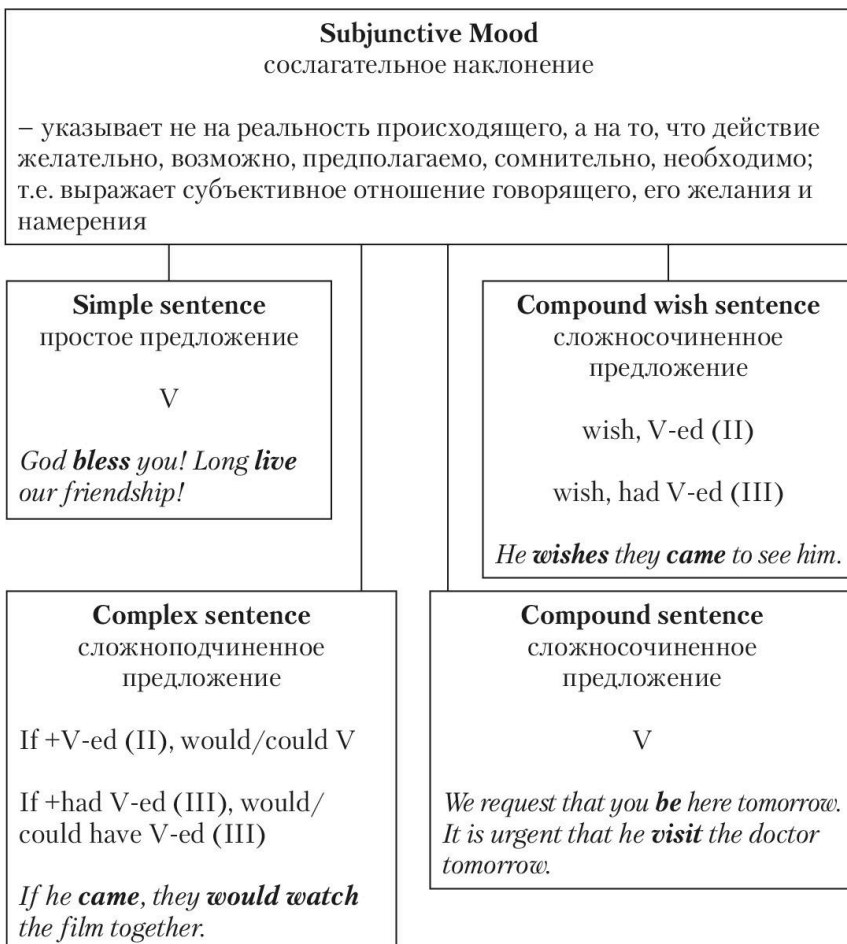 Subjunctive Mood
сослагательное наклонение
– указывает не на реальность происходящего, а на то, что действие
желательно, возможно, предполагаемо, сомнительно, необходимо;
т.е. выражает субъективное отношение говорящего, его желания и
намерения
Simple sentence
простое предложение
V
God bless you! Long live
our friendship!
Compound wish sentence
сложносочиненное
предложение
wish, V-ed (II)
wish, had V-ed (III)
He wishes they came to see him.
Complex sentence
сложноподчиненное
предложение
If +V-ed (II), would/could V
If +had V-ed (III), would/
could have V-ed (III)
If he came, they would watch
the film together.
Compound sentence
сложносочиненное
предложение
V
We request that you be here tomorrow.
It is urgent that he visit the doctor
tomorrow.